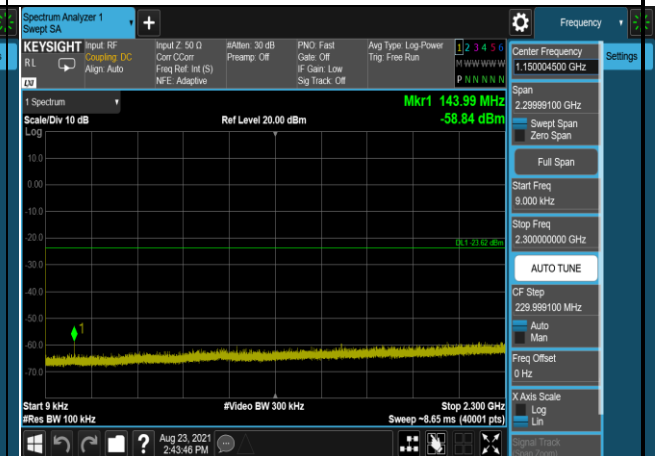 Spectrum Analyzer 1
Swept SA
Frequency
KEYSIGHT
Input: RF
Coupling: DC
Align: Auto
Input Z: 50 Ω
Corr CCorr
Freq Ref: Int (S)
NFE: Adaptive
#Atten: 30 dB
Preamp: Off
PNO: Fast
Gate: Off
IF Gain: Low
Sig Track: Off
Avg Type: Log-Power
Trig: Free Run
1 2 3 4 5 6
M W W W W W
P N N N N N
R L
LXI
Center Frequency
1.150004500 GHz
Settings
Span
2.29999100 GHz
Swept Span
Zero Span
Full Span
Start Freq
9.000 kHz
Stop Freq
2.300000000 GHz
AUTO TUNE
CF Step
229.999100 MHz
Auto
Man
Freq Offset
0 Hz
X Axis Scale
Log
Lin
Signal Track
(Span Zoom)
1 Spectrum
Mkr1 143.99 MHz
Scale/Div 10 dB
Ref Level 20.00 dBm
-58.84 dBm
Log
10.0
0.00
-10.0
-20.0
DL1 -23.62 dBm
-30.0
-40.0
-50.0
1
-60.0
-70.0
Start 9 kHz
#Video BW 300 kHz
Stop 2.300 GHz
#Res BW 100 kHz
Sweep ~8.65 ms (40001 pts)
?
Aug 23, 2021
2:43:46 PM